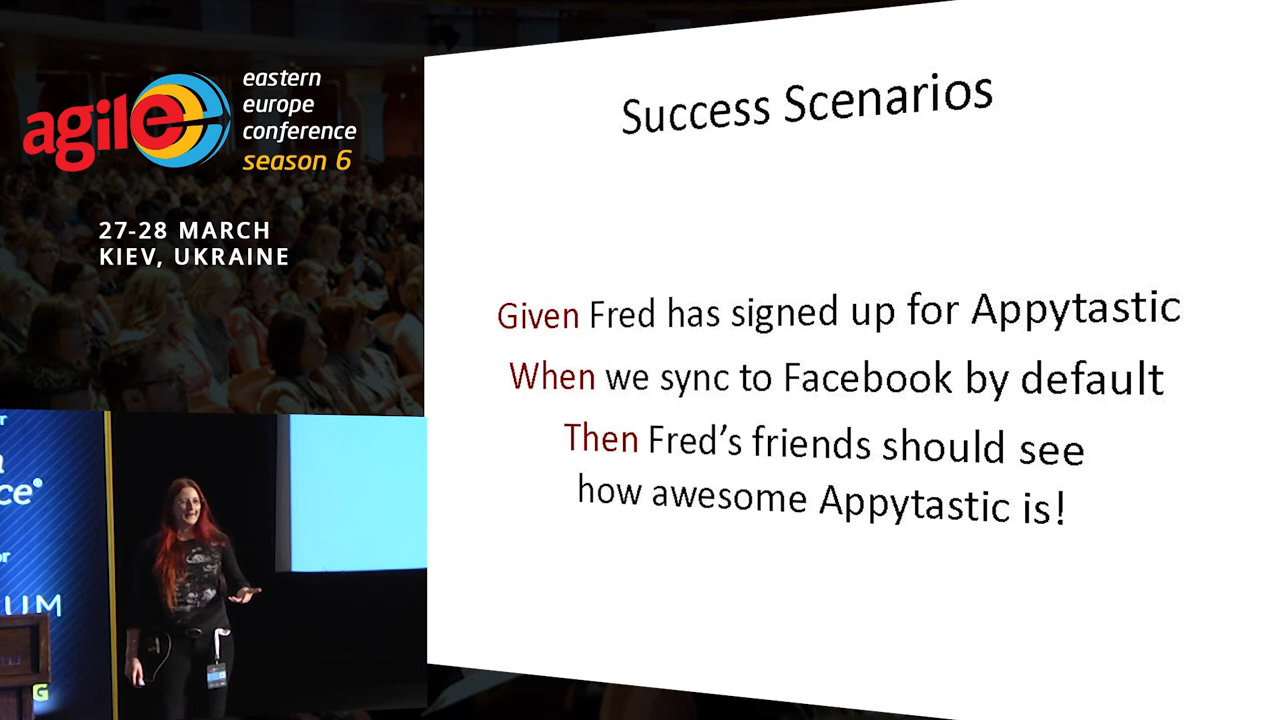 agilee
eastern
europe
conference
season 6
27-28 MARCH
KIEV, UKRAINE
Success Scenarios
Given Fred has signed up for Appytastic
When we sync to Facebook by default
Then Fred's friends should see
how awesome Appytastic is!